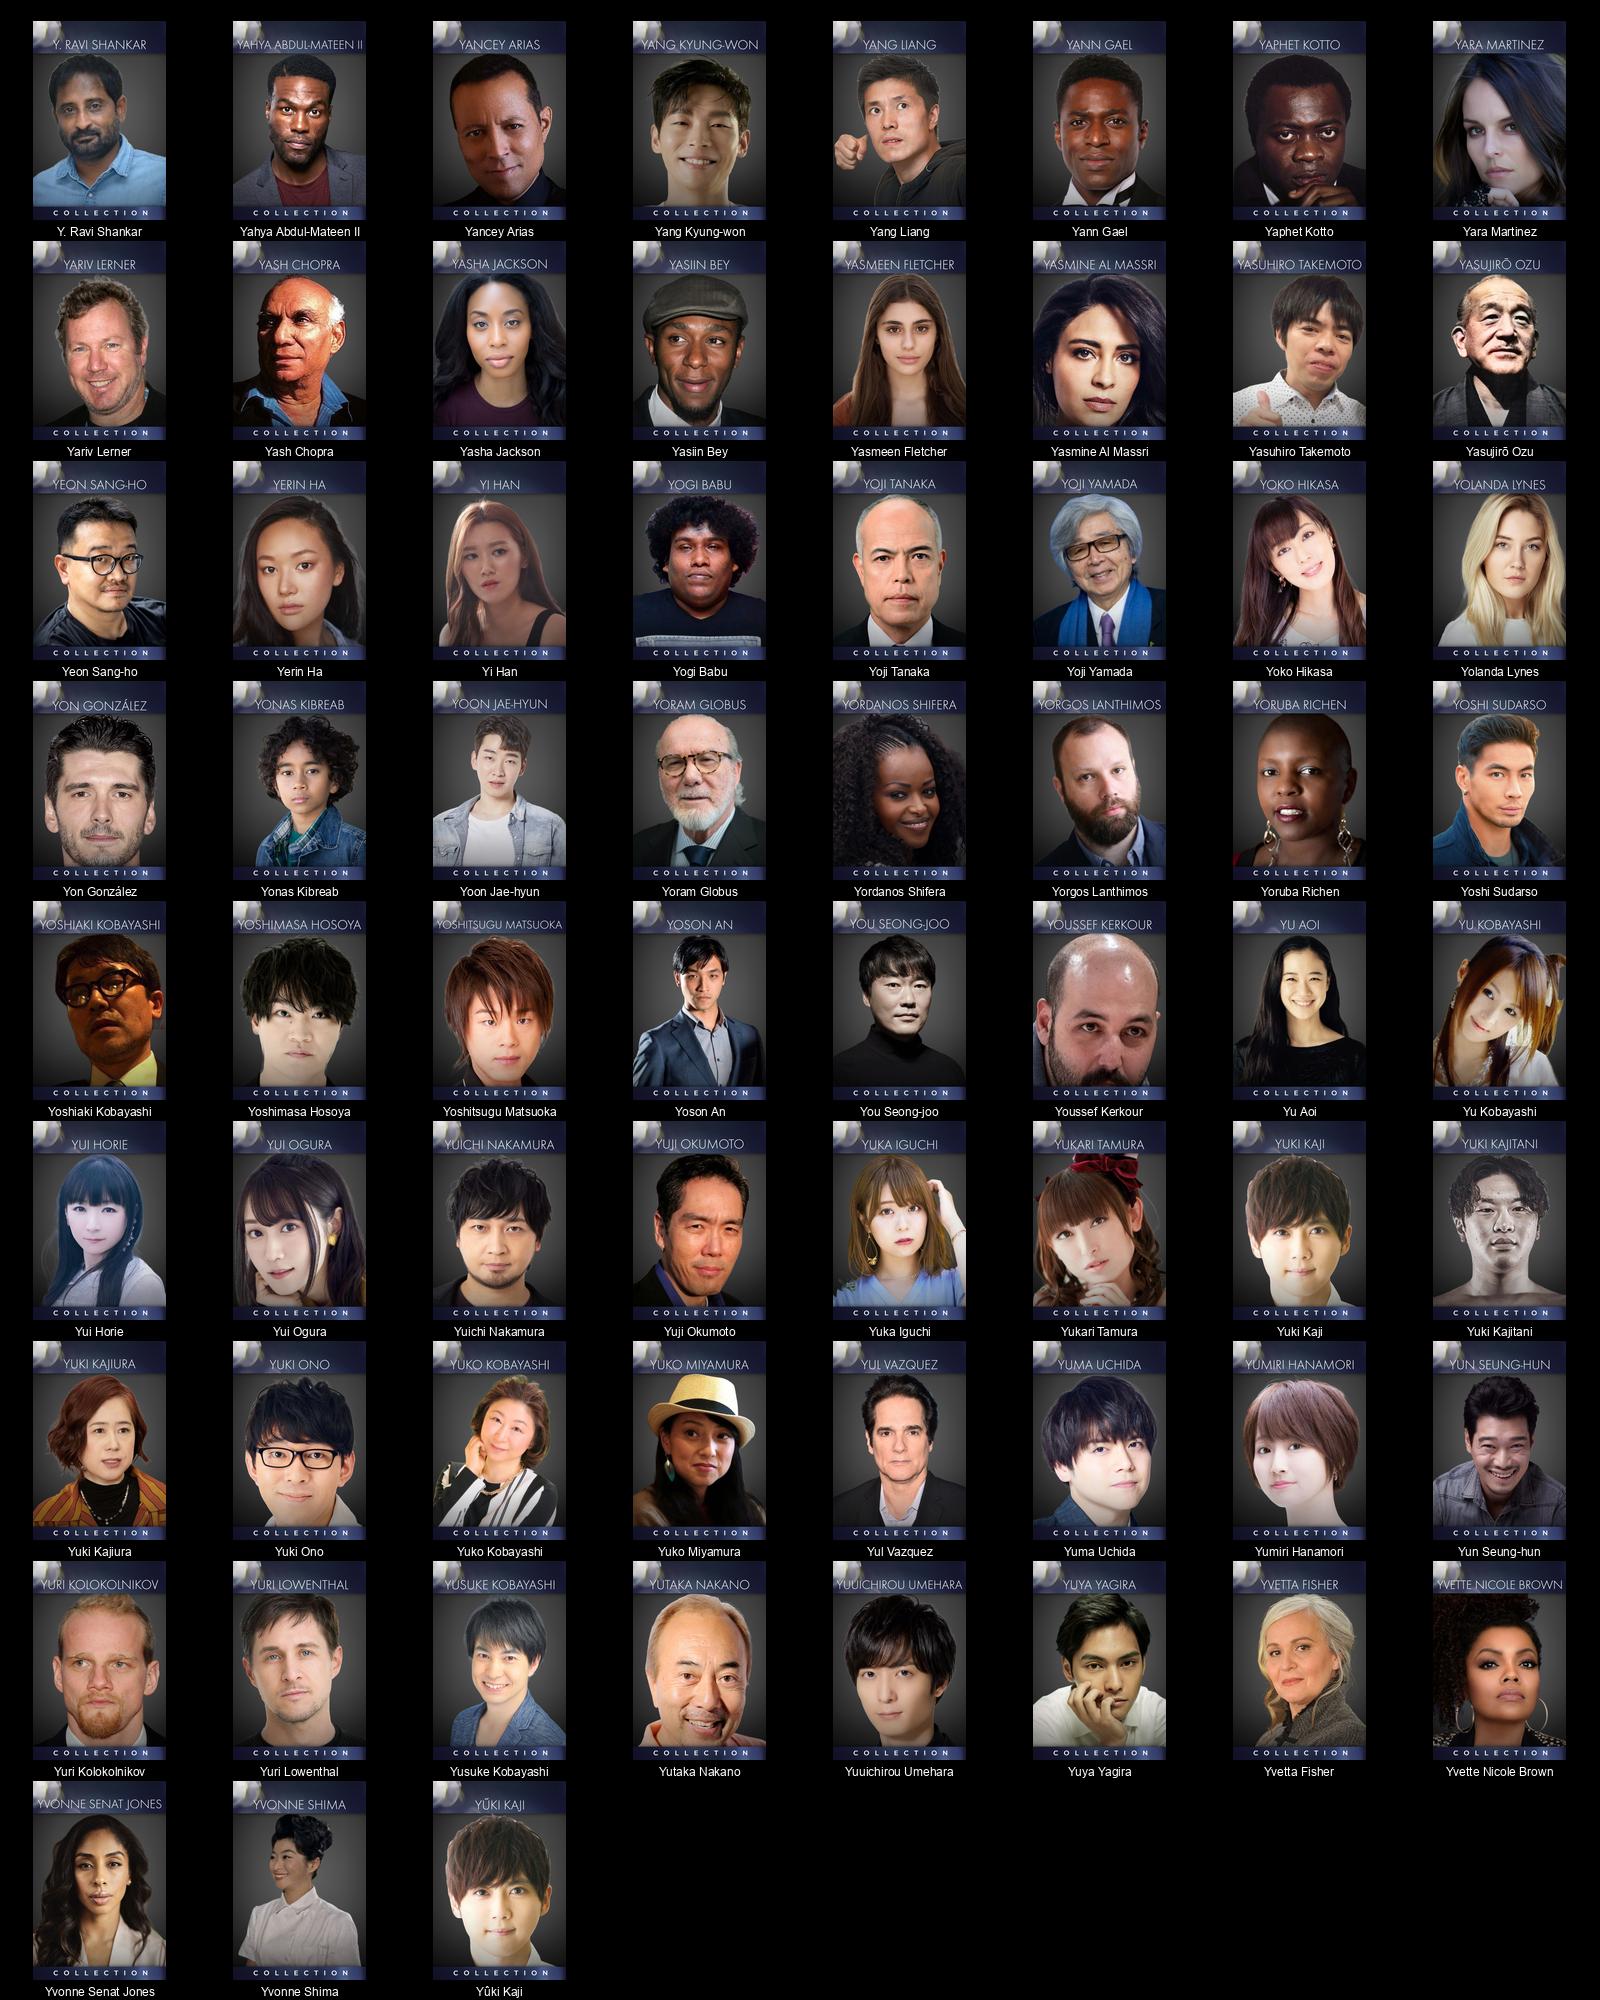 Y. RAVI SHANKAR YAHYA ABDUL-MATEEN II YANCEY ARIAS YANG KYUNG-WON YANG LIANG YANN GAEL YAPHET KOTTO YARA MARTINEZ
COLLECTION COLLECTION COLLECTION COLLECTION COLLECTION COLLECTION COLLECTION COLLECTION
Y. Ravi Shankar Yahya Abdul-Mateen II Yancey Arias Yang Kyung-won Yang Liang Yann Gael Yaphet Kotto Yara Martinez
YARIV LERNER YASH CHOPRA YASHA JACKSON YASIIN BEY YASMEEN FLETCHER YASMINE AL MASSRI YASUHIRO TAKEMOTO YASUJIRŌ OZU
COLLECTION COLLECTION COLLECTION COLLECTION COLLECTION COLLECTION COLLECTION COLLECTION
Yariv Lerner Yash Chopra Yasha Jackson Yasiin Bey Yasmeen Fletcher Yasmine Al Massri Yasuhiro Takemoto Yasujirō Ozu
YEON SANG-HO YERIN HA YI HAN YOGI BABU YOJI TANAKA YOJI YAMADA YOKO HIKASA YOLANDA LYNES
COLLECTION COLLECTION COLLECTION COLLECTION COLLECTION COLLECTION COLLECTION COLLECTION
Yeon Sang-ho Yerin Ha Yi Han Yogi Babu Yoji Tanaka Yoji Yamada Yoko Hikasa Yolanda Lynes
YON GONZÁLEZ YONAS KIBREAB YOON JAE-HYUN YORAM GLOBUS YORDANOS SHIFERA YORGOS LANTHIMOS YORUBA RICHEN YOSHI SUDARSO
COLLECTION COLLECTION COLLECTION COLLECTION COLLECTION COLLECTION COLLECTION COLLECTION
Yon González Yonas Kibreab Yoon Jae-hyun Yoram Globus Yordanos Shifera Yorgos Lanthimos Yoruba Richen Yoshi Sudarso
YOSHIAKI KOBAYASHI YOSHIMASA HOSOYA YOSHITSUGU MATSUOKA YOSON AN YOU SEONG-JOO YOUSSEF KERKOUR YU AOI YU KOBAYASHI
COLLECTION COLLECTION COLLECTION COLLECTION COLLECTION COLLECTION COLLECTION COLLECTION
Yoshiaki Kobayashi Yoshimasa Hosoya Yoshitsugu Matsuoka Yoson An You Seong-joo Youssef Kerkour Yu Aoi Yu Kobayashi
YUI HORIE YUI OGURA YUICHI NAKAMURA YUJI OKUMOTO YUKA IGUCHI YUKARI TAMURA YUKI KAJI YUKI KAJITANI
COLLECTION COLLECTION COLLECTION COLLECTION COLLECTION COLLECTION COLLECTION COLLECTION
Yui Horie Yui Ogura Yuichi Nakamura Yuji Okumoto Yuka Iguchi Yukari Tamura Yuki Kaji Yuki Kajitani
YUKI KAJIURA YUKI ONO YUKO KOBAYASHI YUKO MIYAMURA YUL VAZQUEZ YUMA UCHIDA YUMIRI HANAMORI YUN SEUNG-HUN
COLLECTION COLLECTION COLLECTION COLLECTION COLLECTION COLLECTION COLLECTION COLLECTION
Yuki Kajiura Yuki Ono Yuko Kobayashi Yuko Miyamura Yul Vazquez Yuma Uchida Yumiri Hanamori Yun Seung-hun
YURI KOLOKOLNIKOV YURI LOWENTHAL YUSUKE KOBAYASHI YUTAKA NAKANO YUUICHIROU UMEHARA YUYA YAGIRA YVETTA FISHER YVETTE NICOLE BROWN
COLLECTION COLLECTION COLLECTION COLLECTION COLLECTION COLLECTION COLLECTION COLLECTION
Yuri Kolokolnikov Yuri Lowenthal Yusuke Kobayashi Yutaka Nakano Yuuichirou Umehara Yuya Yagira Yvetta Fisher Yvette Nicole Brown
YVONNE SENAT JONES YVONNE SHIMA YŪKI KAJI
COLLECTION COLLECTION COLLECTION
Yvonne Senat Jones Yvonne Shima Yûki Kaji